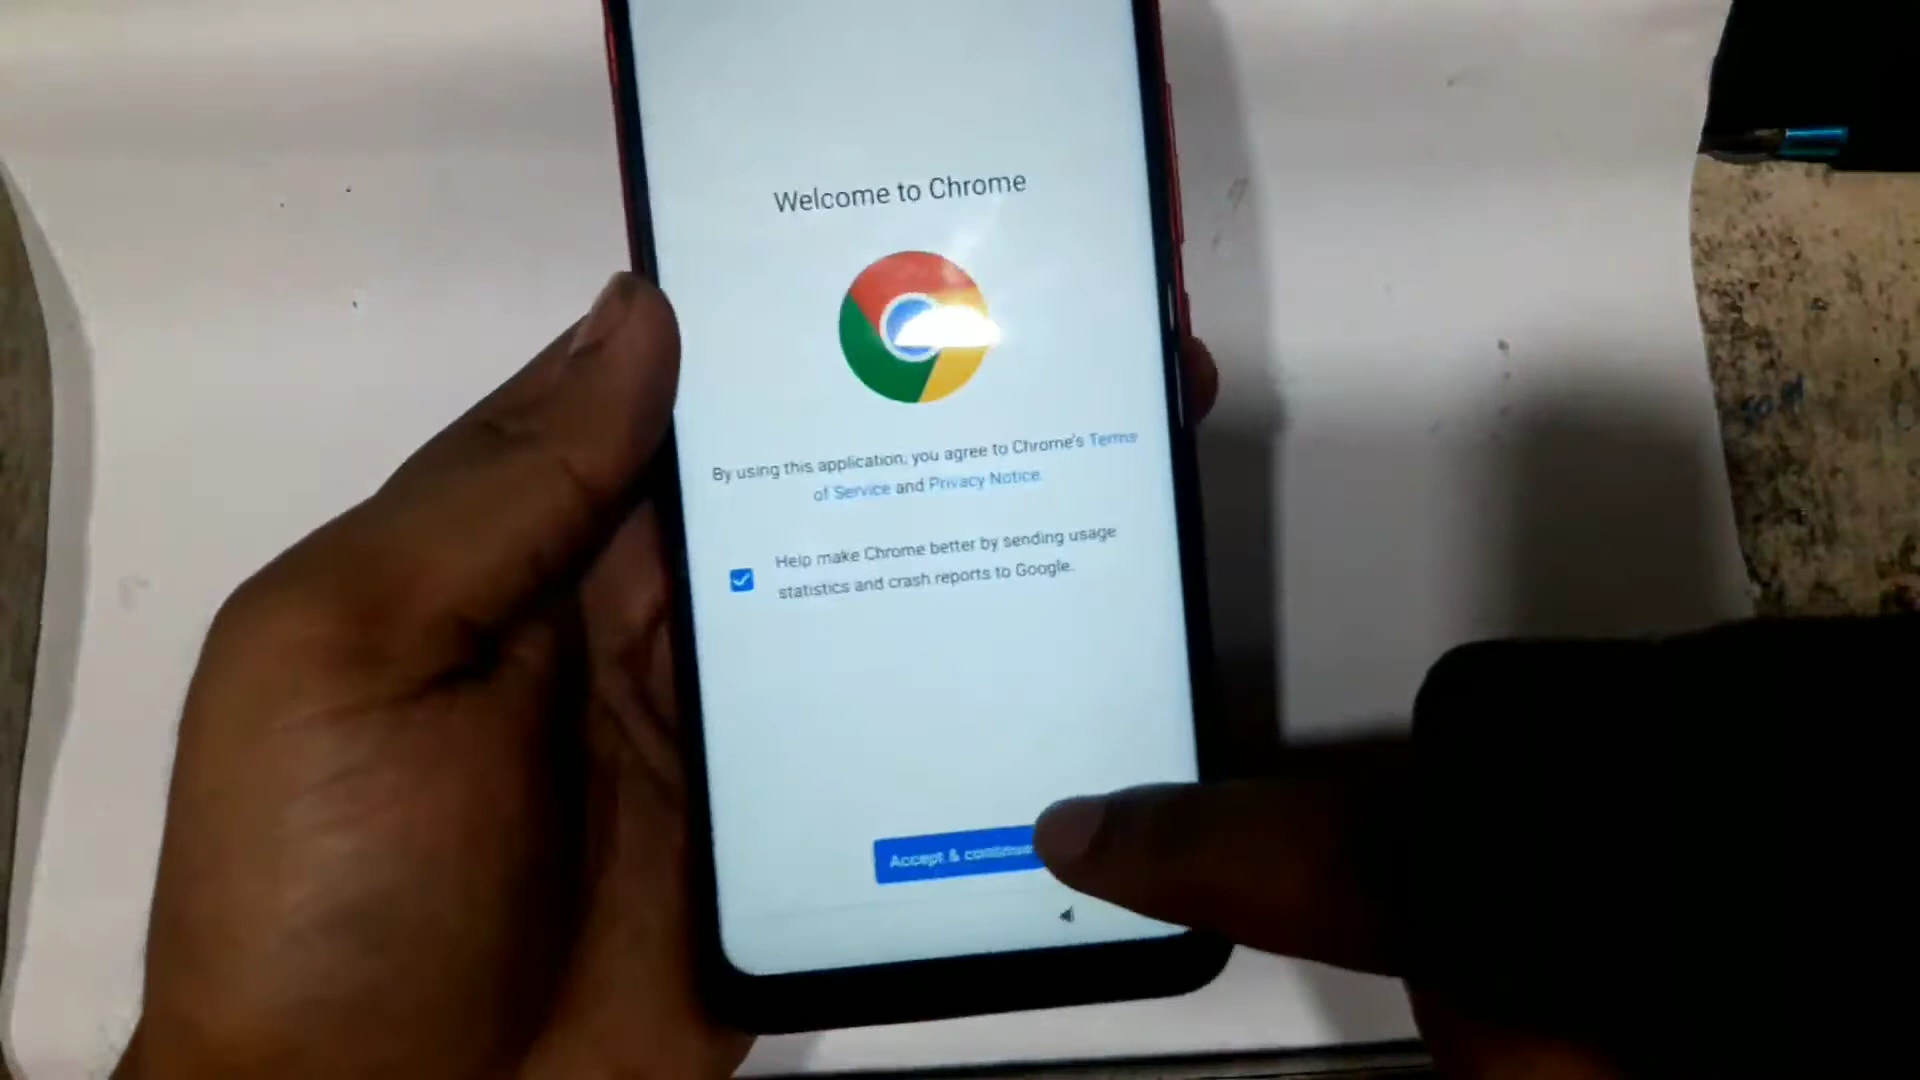 Welcome to Chrome
By using this application, you agree to Chrome's Terms
of Service and Privacy Notice.
Help make Chrome better by sending usage
statistics and crash reports to Google.
Accept & continue